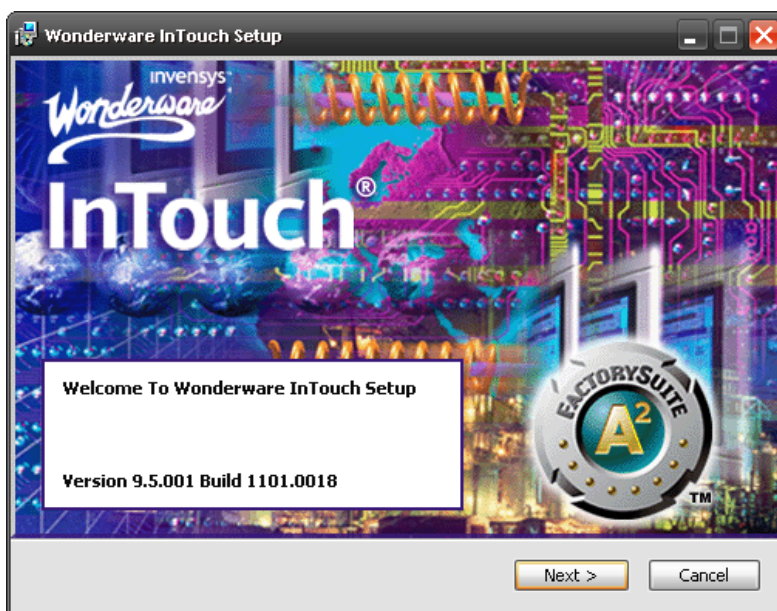 Wonderware InTouch Setup
invensys™
Wonderware
InTouch®
FACTORYSUITE
A²
TM
Welcome To Wonderware InTouch Setup
Version 9.5.001 Build 1101.0018
Next >
Cancel